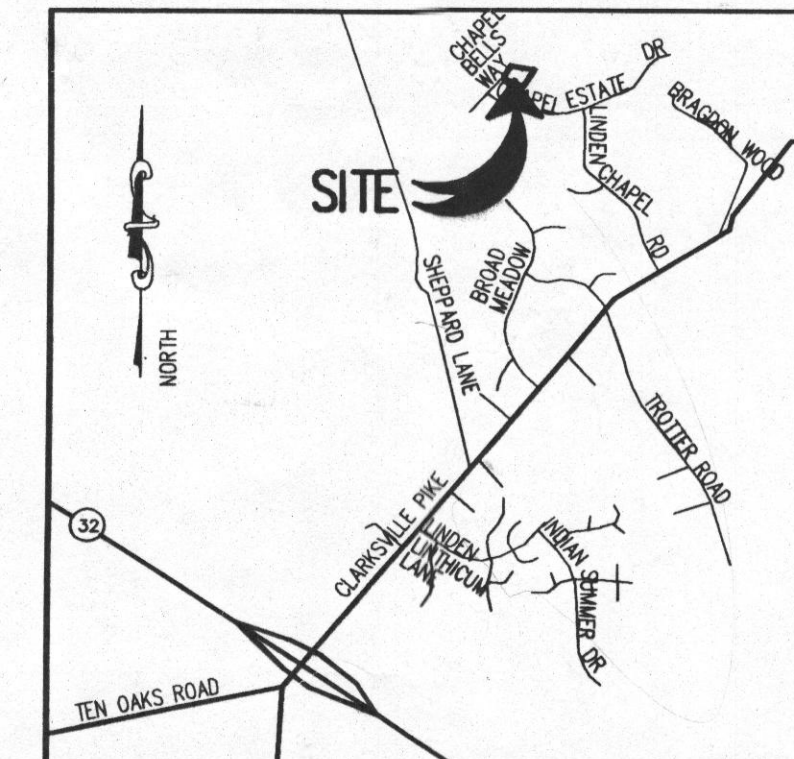 CHAPEL
BELLS
WAY
CHAPEL ESTATE DR
LINDEN CHAPEL RD
BRAGDON WOOD
SITE
NORTH
SHEPPARD LANE
BROAD
MEADOW
TROTTER ROAD
CLARKSVILLE PIKE
32
LINDEN
LINTHICUM
LANE
INDIAN SUMMER DR
TEN OAKS ROAD